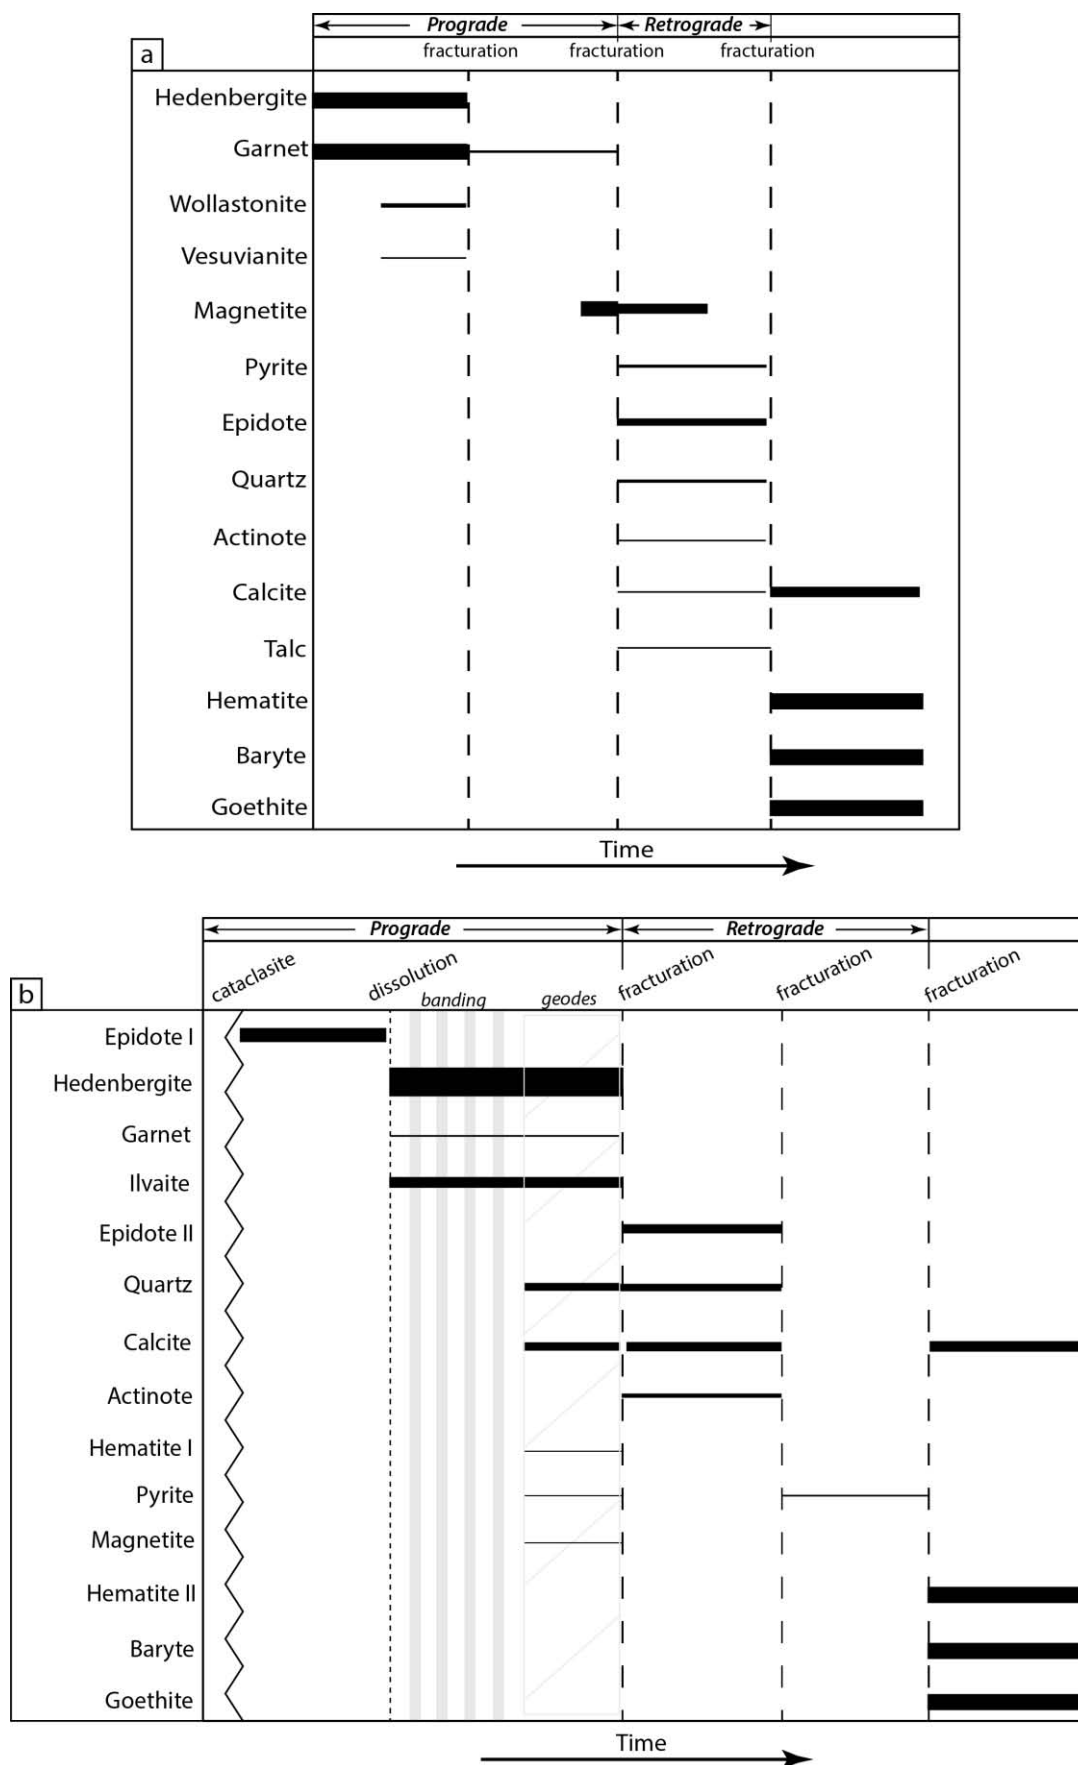 Prograde Retrograde
a
fracturation fracturation fracturation
Hedenbergite
Garnet
Wollastonite
Vesuvianite
Magnetite
Pyrite
Epidote
Quartz
Actinote
Calcite
Talc
Hematite
Baryte
Goethite
Time
Prograde Retrograde
b
cataclasite dissolution fracturation fracturation fracturation
banding geodes
Epidote I
Hedenbergite
Garnet
Ilvaite
Epidote II
Quartz
Calcite
Actinote
Hematite I
Pyrite
Magnetite
Hematite II
Baryte
Goethite
Time